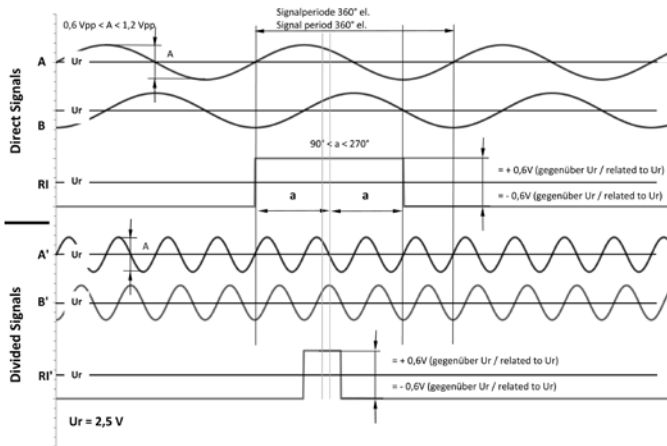 Signalperiode 360° el.
Signal period 360° el.
0,6 Vpp < A < 1,2 Vpp
A
A
Ur
Ur
B
90° < a < 270°
= + 0,6V (gegenüber Ur / related to Ur)
RI
Ur
= - 0,6V (gegenüber Ur / related to Ur)
a
a
A
A'
Ur
B'
Ur
= + 0,6V (gegenüber Ur / related to Ur)
RI'
Ur
= - 0,6V (gegenüber Ur / related to Ur)
Ur = 2,5 V
Direct Signals
Divided Signals